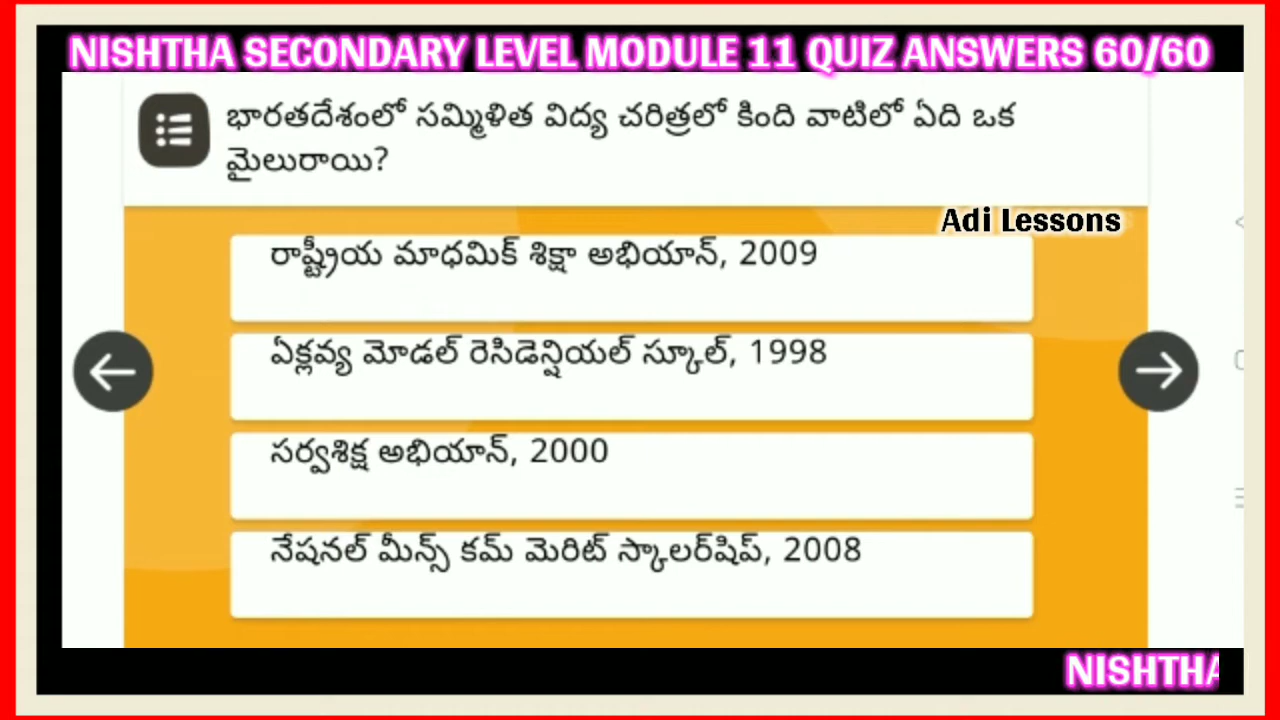 NISHTHA SECONDARY LEVEL MODULE 11 QUIZ ANSWERS 60/60
భారతదేశంలో సమ్మిళిత విద్య చరిత్రలో కింది వాటిలో ఏది ఒక
మైలురాయి?
Adi Lessons
రాష్ట్రీయ మాధమిక్ శిక్షా అభియాన్, 2009
ఏక్లవ్య మోడల్ రెసిడెన్షియల్ స్కూల్, 1998
సర్వశిక్ష అభియాన్, 2000
నేషనల్ మీన్స్ కమ్ మెరిట్ స్కాలర్‌షిప్, 2008
NISHTHA